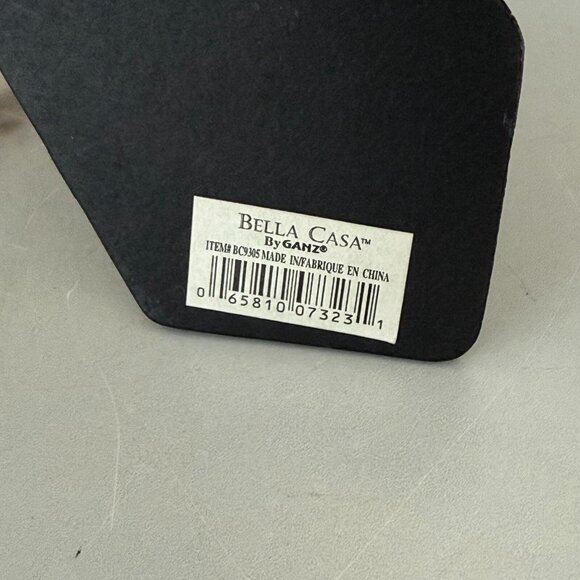 BELLA CASA™
By GANZ®
ITEM# BC9305 MADE IN/FABRIQUE EN CHINA
0 65810 07323 1